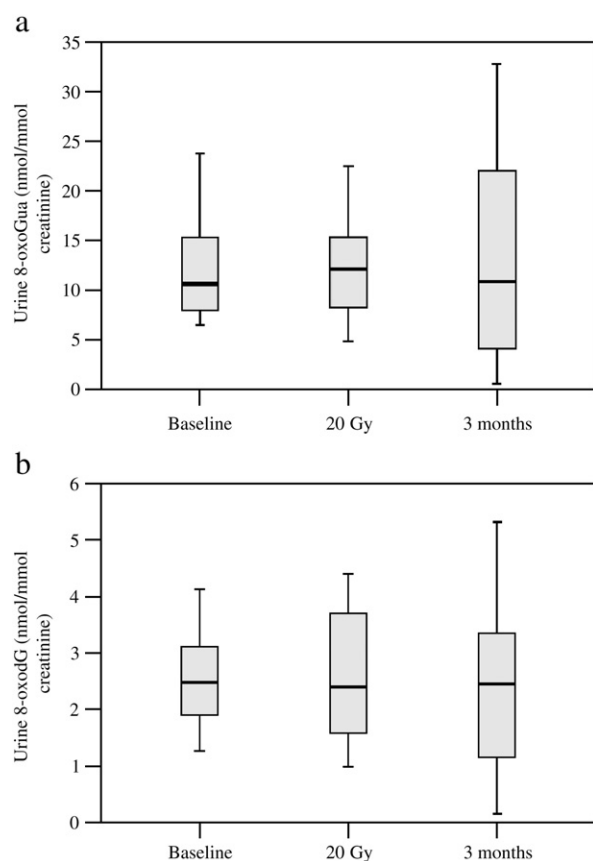 a
35
30
25
20
15
10
5
0
Urine 8-oxoGua (nmol/mmol
creatinine)
Baseline 20 Gy 3 months
b
6
5
4
3
2
1
0
Urine 8-oxodG (nmol/mmol
creatinine)
Baseline 20 Gy 3 months